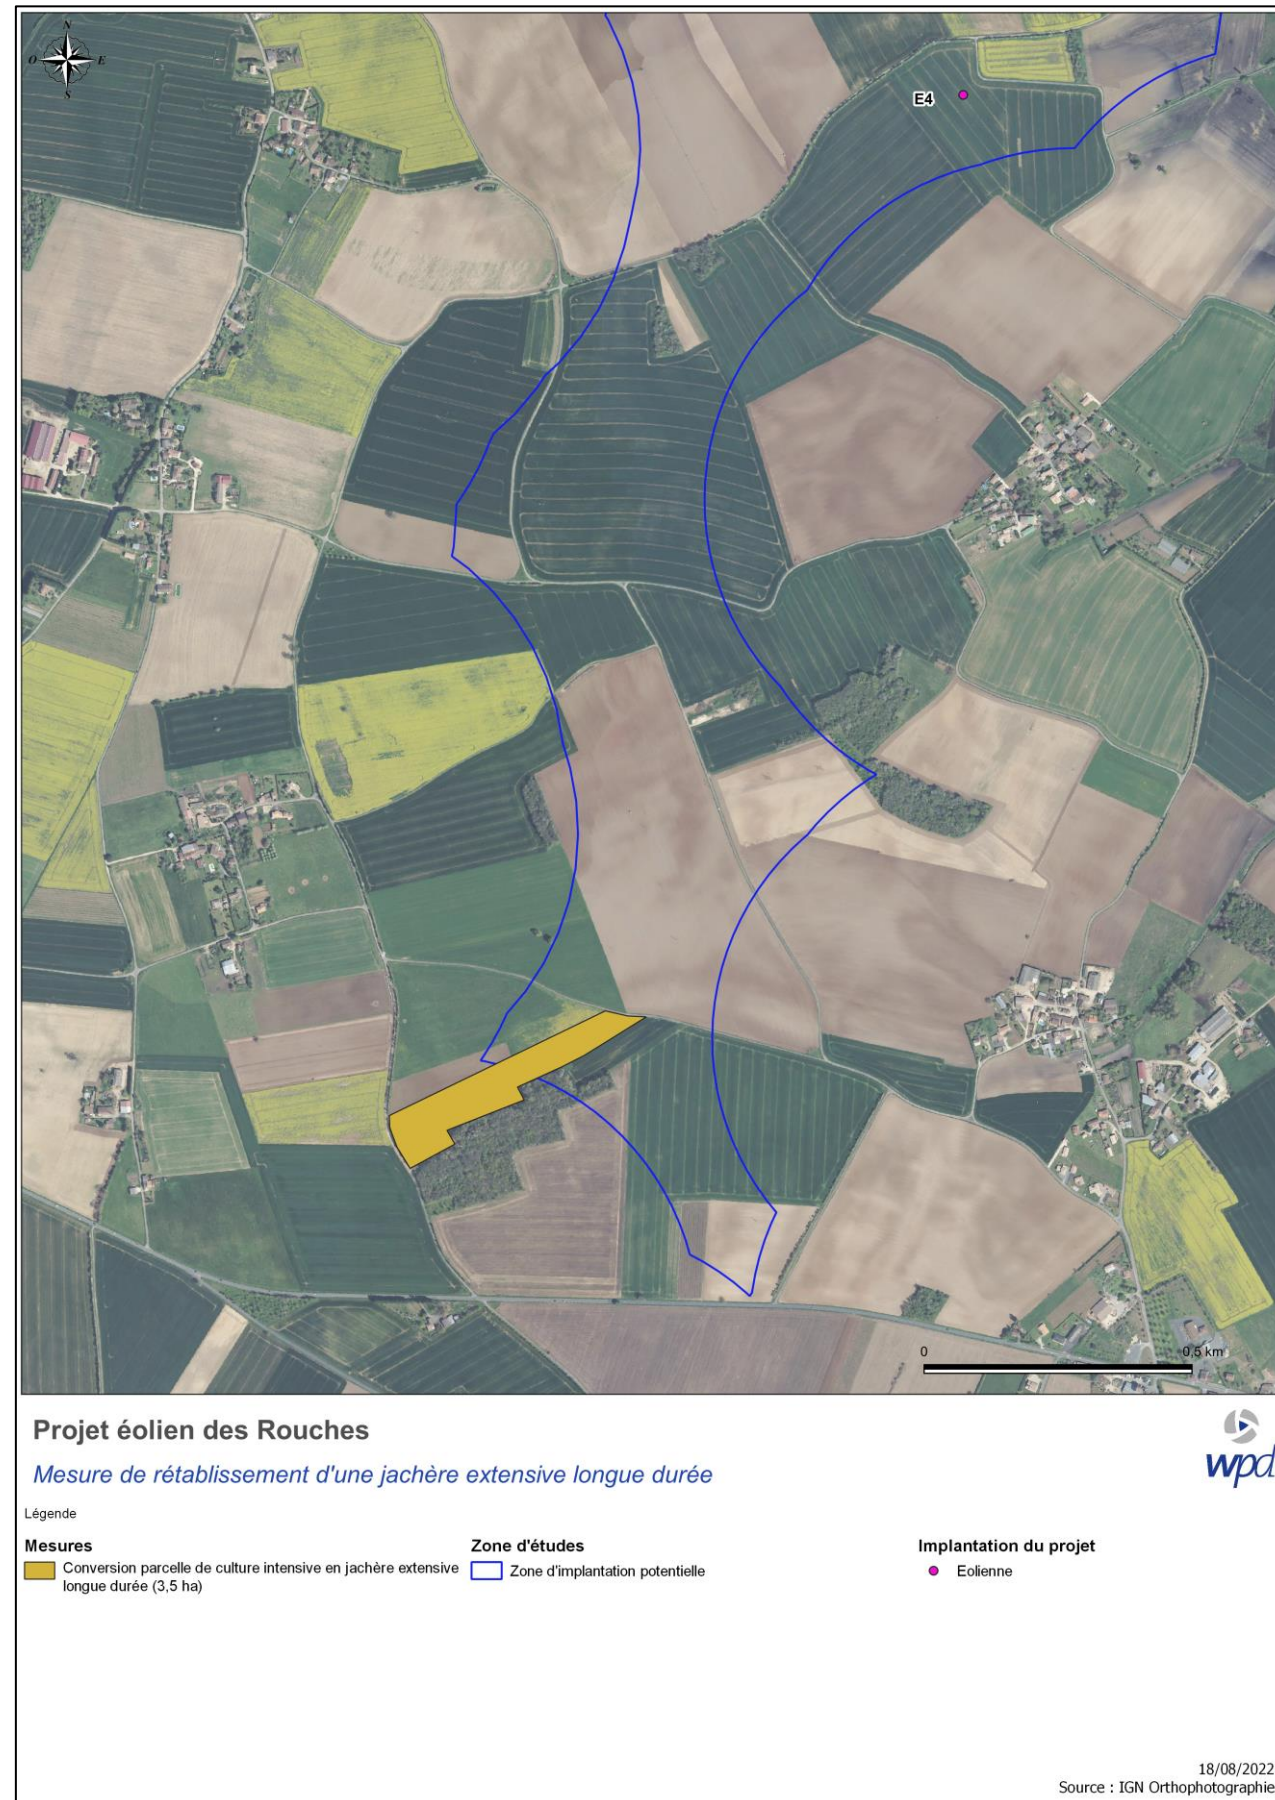 N
O E
S
E4
0 0,5 km
Projet éolien des Rouches
Mesure de rétablissement d'une jachère extensive longue durée
wpd
Légende
Mesures
Conversion parcelle de culture intensive en jachère extensive
longue durée (3,5 ha)
Zone d'études
Zone d'implantation potentielle
Implantation du projet
Eolienne
18/08/2022
Source : IGN Orthophotographie